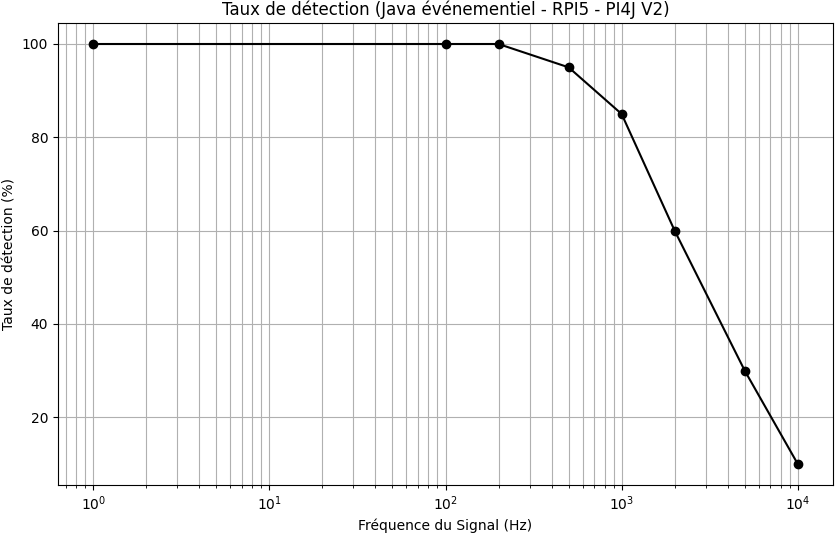 Taux de détection (Java événementiel - RPI5 - PI4J V2)
100
80
60
40
20
Taux de détection (%)
10⁰ 10¹ 10² 10³ 10⁴
Fréquence du Signal (Hz)